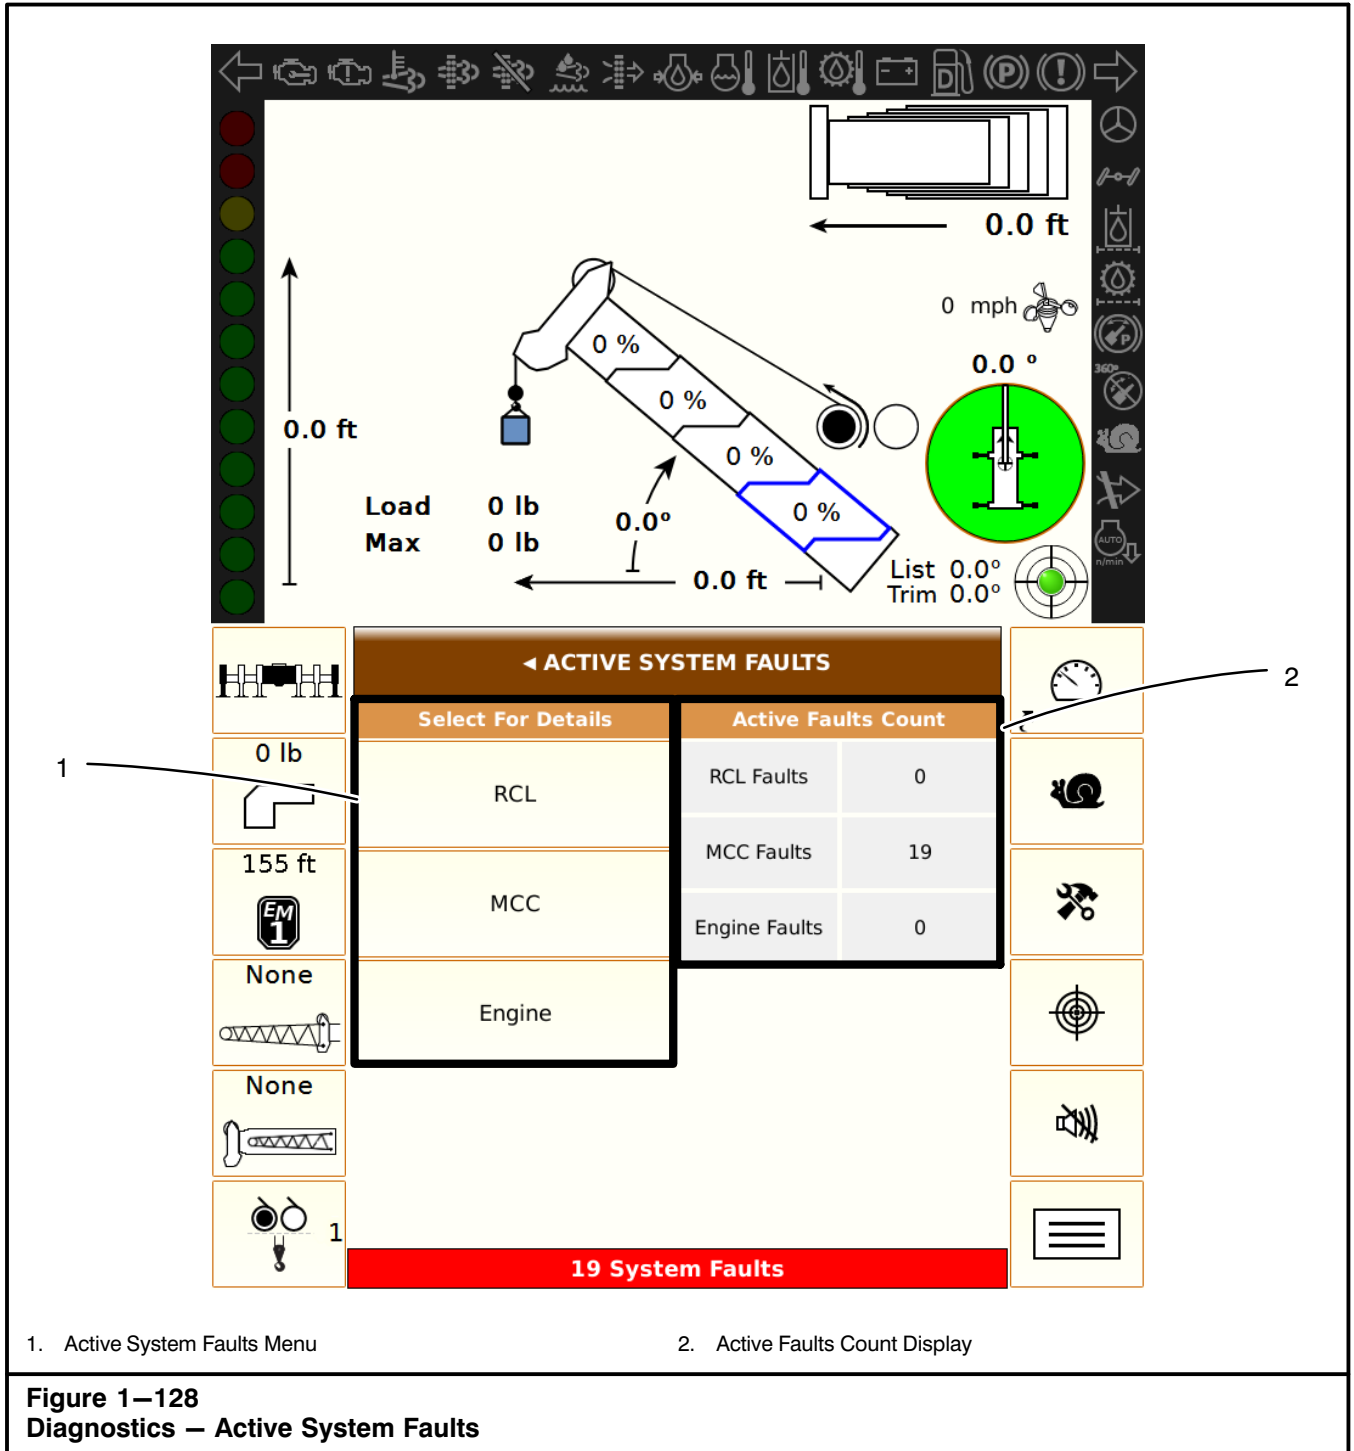 D
P
0.0 ft
0 mph
P
0.0 °
360°
0 %
0 %
0.0 ft
0 %
Load 0 lb
0.0°
0 %
Max 0 lb
AUTO
n/min
0.0 ft
List 0.0°
Trim 0.0°
◂ ACTIVE SYSTEM FAULTS
2
Select For Details
Active Faults Count
0 lb
1
RCL
RCL Faults 0
155 ft
MCC Faults 19
EM
1
MCC
Engine Faults 0
None
Engine
None
1
19 System Faults
1. Active System Faults Menu
2. Active Faults Count Display
Figure 1–128
Diagnostics – Active System Faults